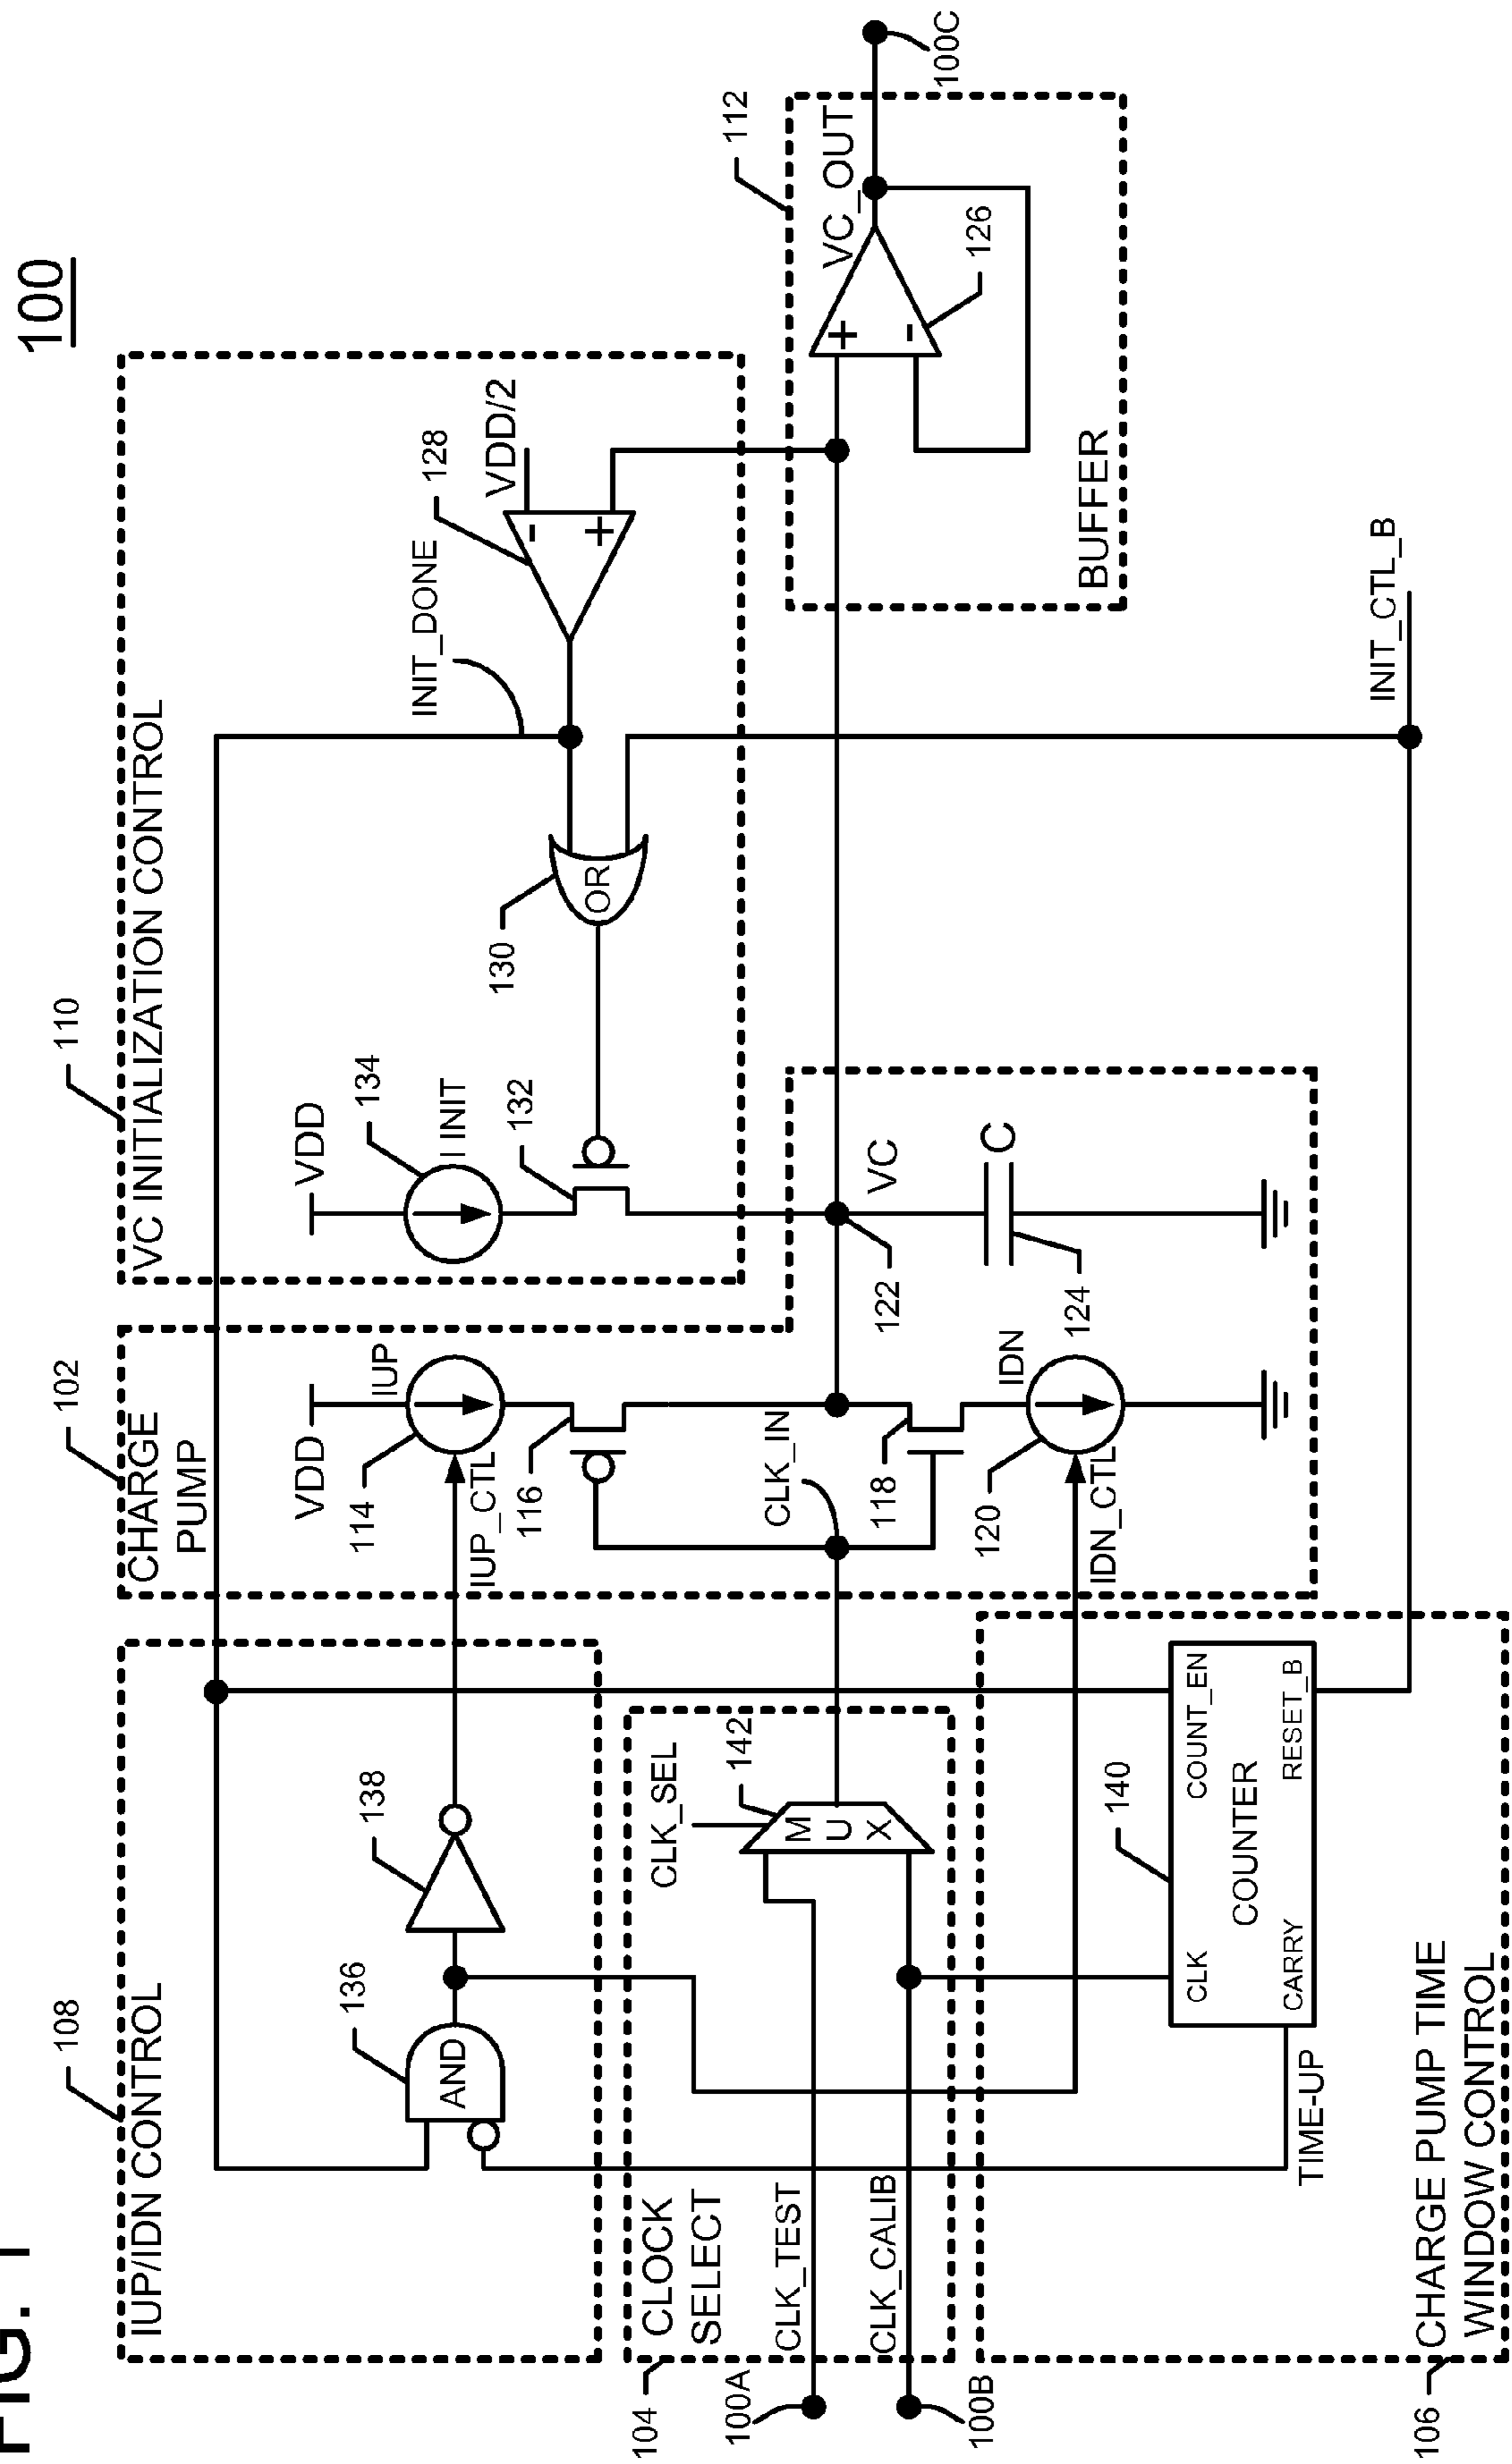 FIG. 1
100
108
IUP/IDN CONTROL
136
AND
138
102
CHARGE
PUMP
VDD
114
IUP
IUP_CTL
116
110
VC INITIALIZATION CONTROL
VDD
134
I INIT
132
130
OR
INIT_DONE
128
VDD/2
-
+
104
CLOCK
SELECT
CLK_SEL
142
M
U
X
CLK_TEST
CLK_CALIB
100A
100B
CLK_IN
118
120
IDN
IDN_CTL
122
VC
C
124
112
VC_OUT
+
-
126
BUFFER
100C
106
CHARGE PUMP TIME
WINDOW CONTROL
TIME-UP
140
CLK
COUNT_EN
COUNTER
CARRY
RESET_B
INIT_CTL_B